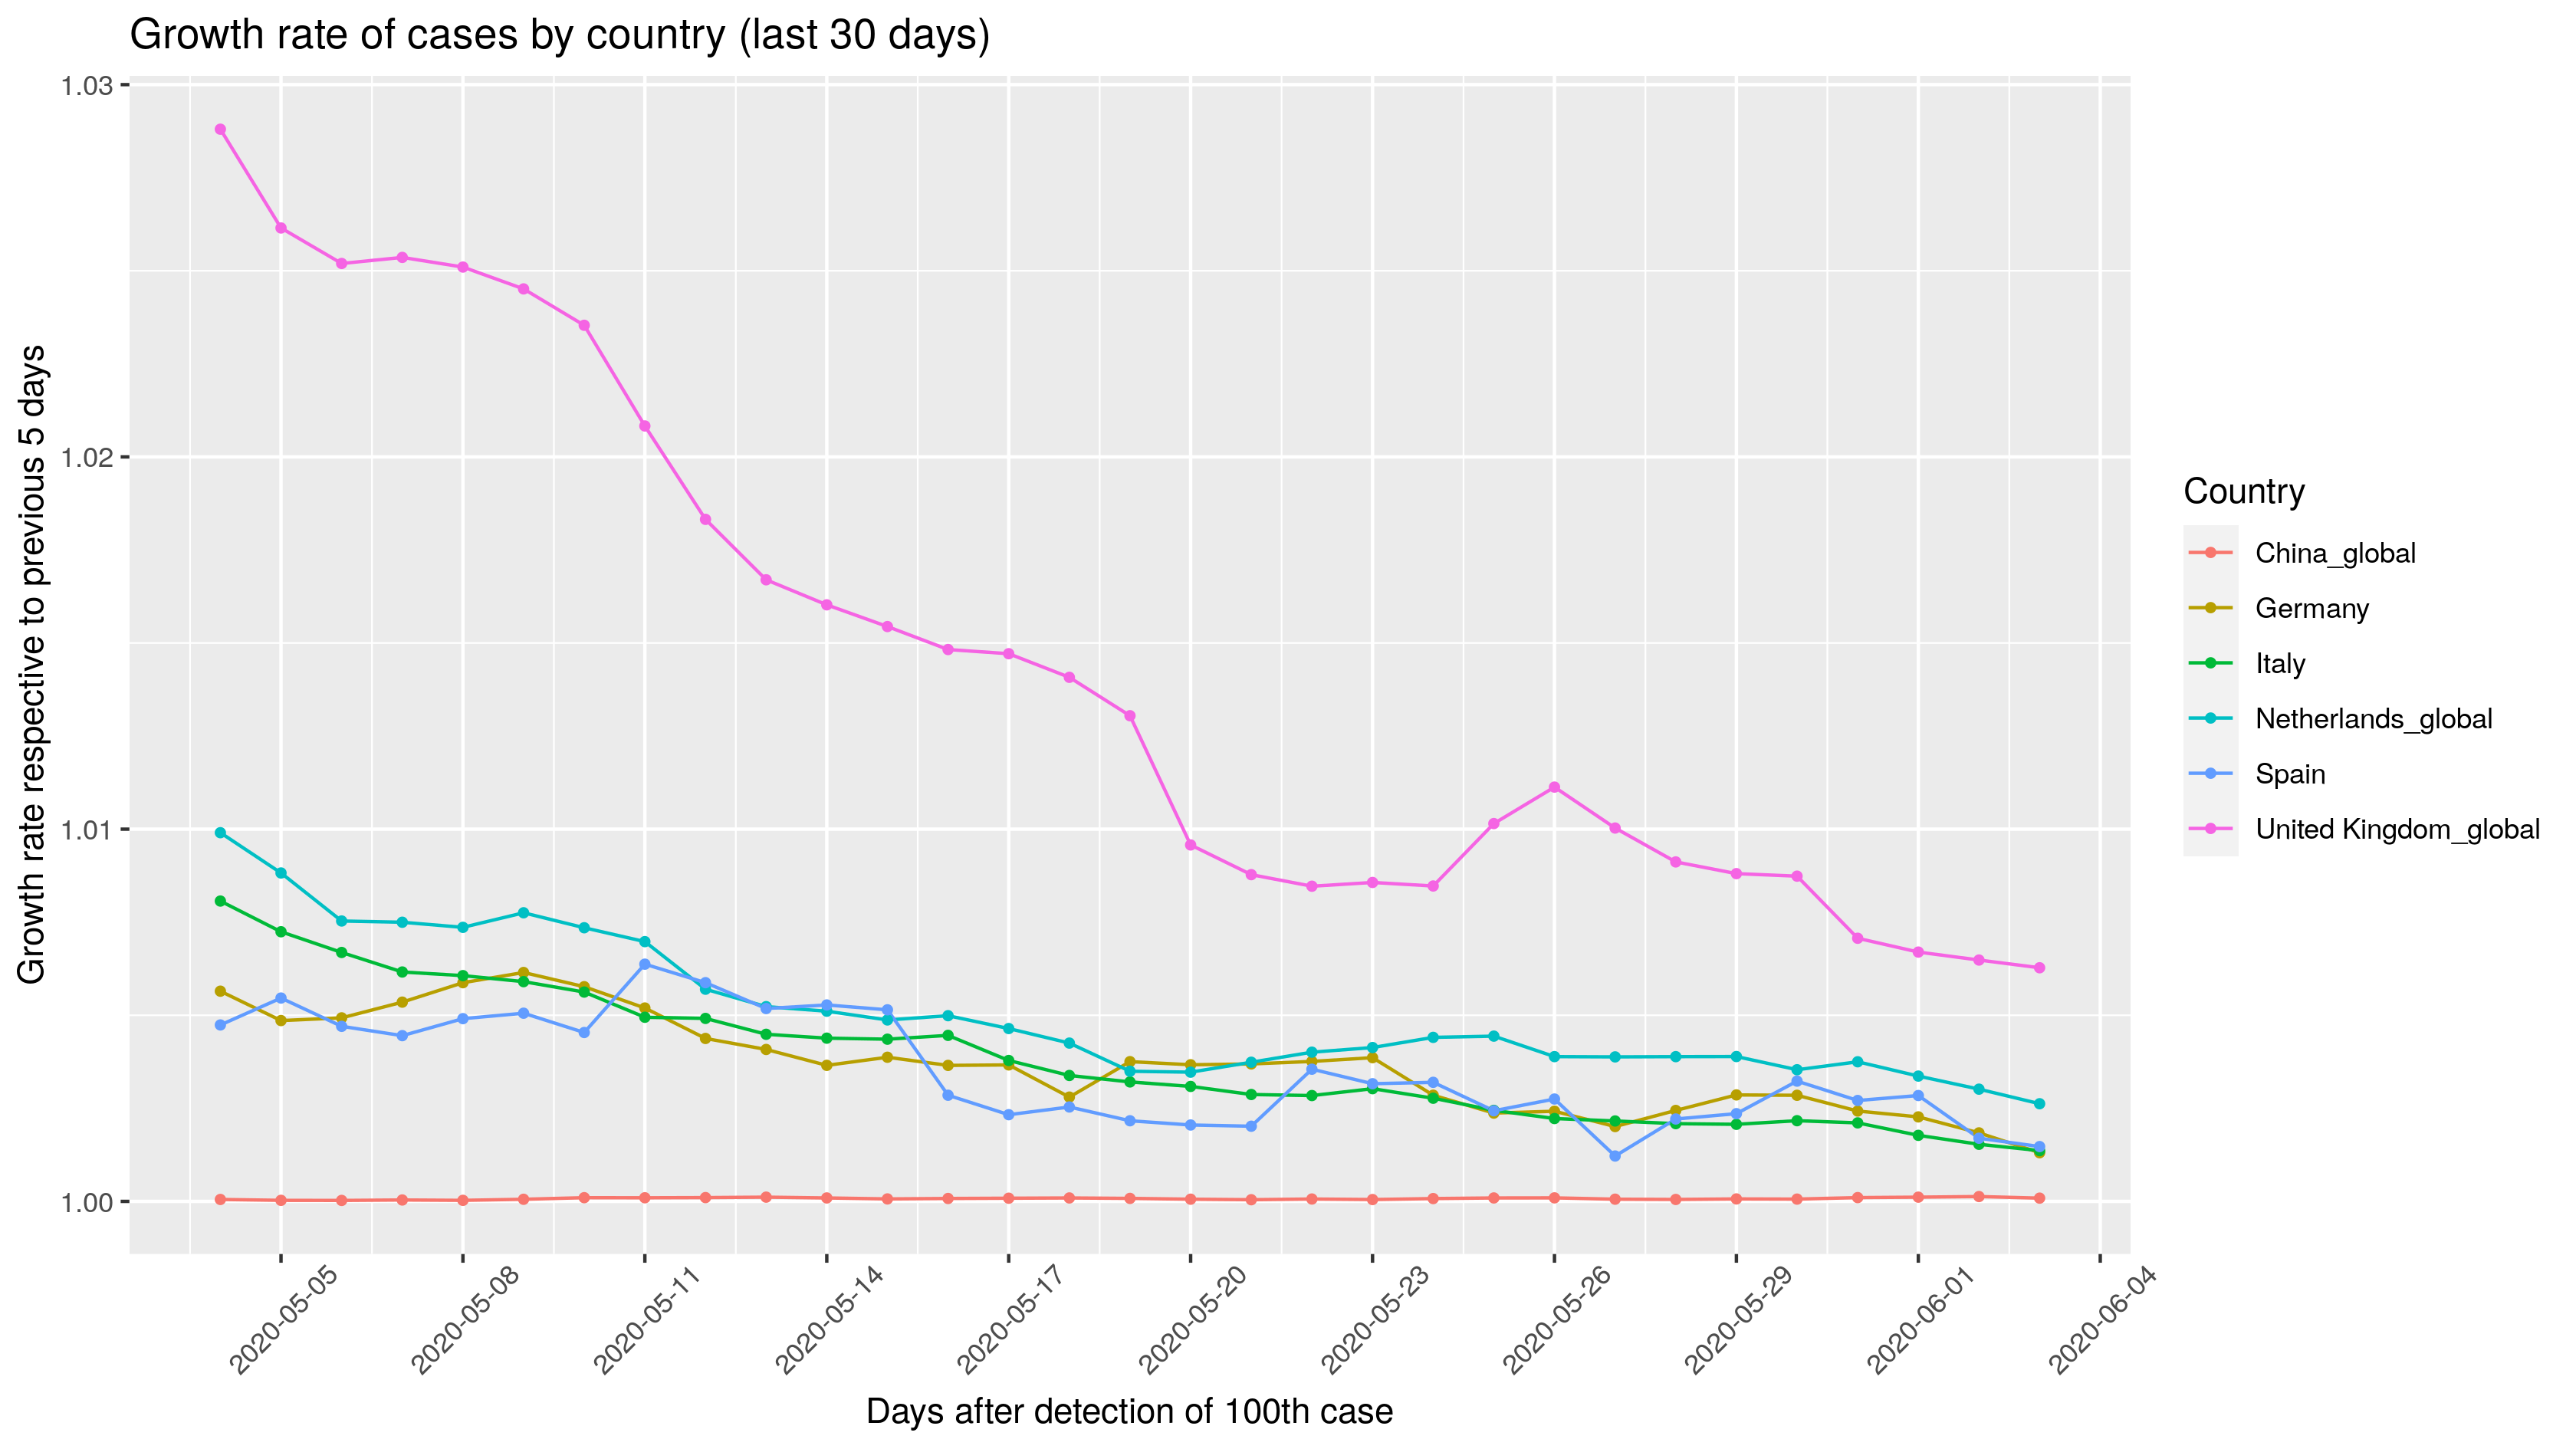 Growth rate of cases by country (last 30 days)
Growth rate respective to previous 5 days
1.03
1.02
1.01
1.00
2020-05-05
2020-05-08
2020-05-11
2020-05-14
2020-05-17
2020-05-20
2020-05-23
2020-05-26
2020-05-29
2020-06-01
2020-06-04
Days after detection of 100th case
Country
China_global
Germany
Italy
Netherlands_global
Spain
United Kingdom_global